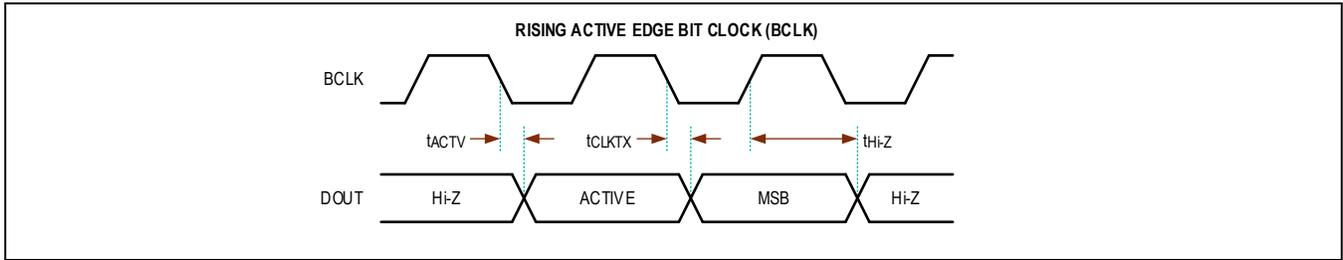 RISING ACTIVE EDGE BIT CLOCK (BCLK)
BCLK
tACTV
tCLKTX
tHi-Z
DOUT
Hi-Z
ACTIVE
MSB
Hi-Z